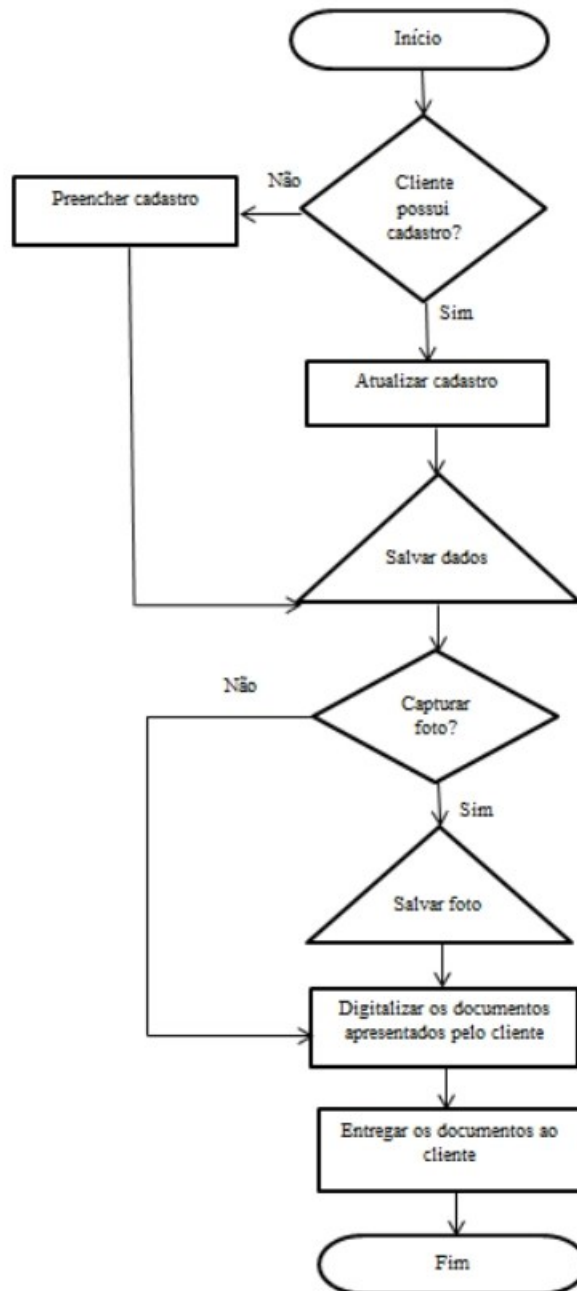 Início
Cliente
possui
cadastro?
Não
Preencher cadastro
Sim
Atualizar cadastro
Salvar dados
Capturar
foto?
Não
Sim
Salvar foto
Digitalizar os documentos
apresentados pelo cliente
Entregar os documentos ao
cliente
Fim